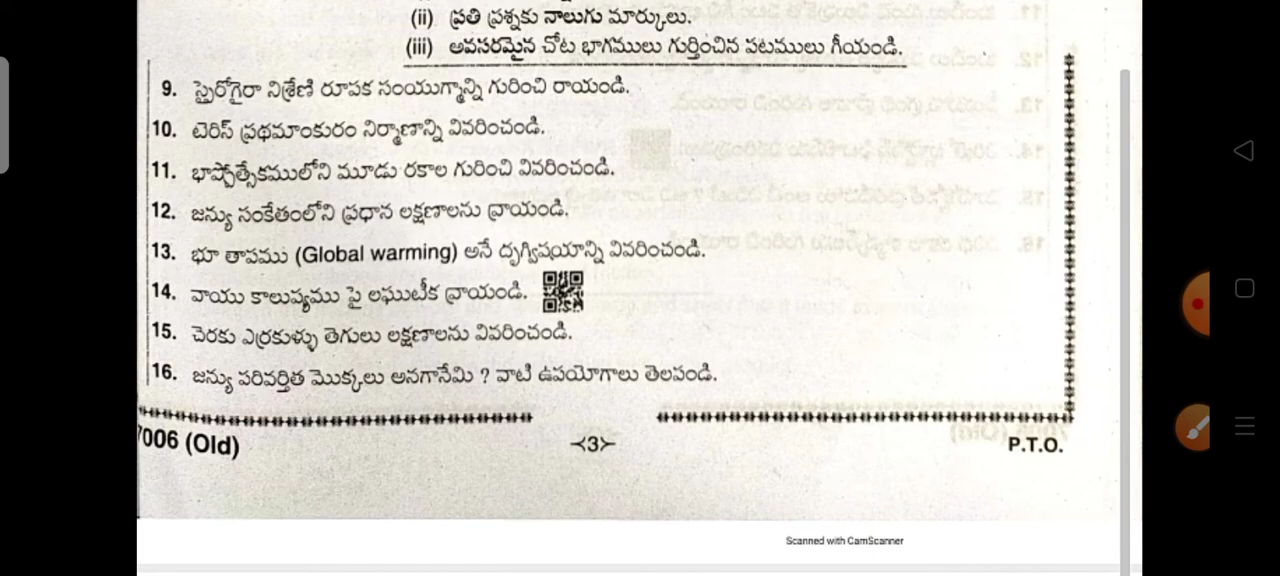 (ii) ప్రతి ప్రశ్నకు నాలుగు మార్కులు.
(iii) అవసరమైన చోట భాగములు గుర్తించిన పటములు గీయండి.
9. స్పైరోగైరా నిశ్రేణి రూపక సంయుగ్మాన్ని గురించి రాయండి.
10. టెరిస్ ప్రథమాంకురం నిర్మాణాన్ని వివరించండి.
11. భాష్పోత్సేకములోని మూడు రకాల గురించి వివరించండి.
12. జన్యు సంకేతంలోని ప్రధాన లక్షణాలను వ్రాయండి.
13. భూ తాపము (Global warming) అనే దృగ్విషయాన్ని వివరించండి.
14. వాయు కాలుష్యము పై లఘుటీక వ్రాయండి.
15. చెరకు ఎర్రకుళ్ళు తెగులు లక్షణాలను వివరించండి.
16. జన్యు పరివర్తిత మొక్కలు అనగానేమి ? వాటి ఉపయోగాలు తెలపండి.
7006 (Old) ⤙3⤚ P.T.O.
Scanned with CamScanner